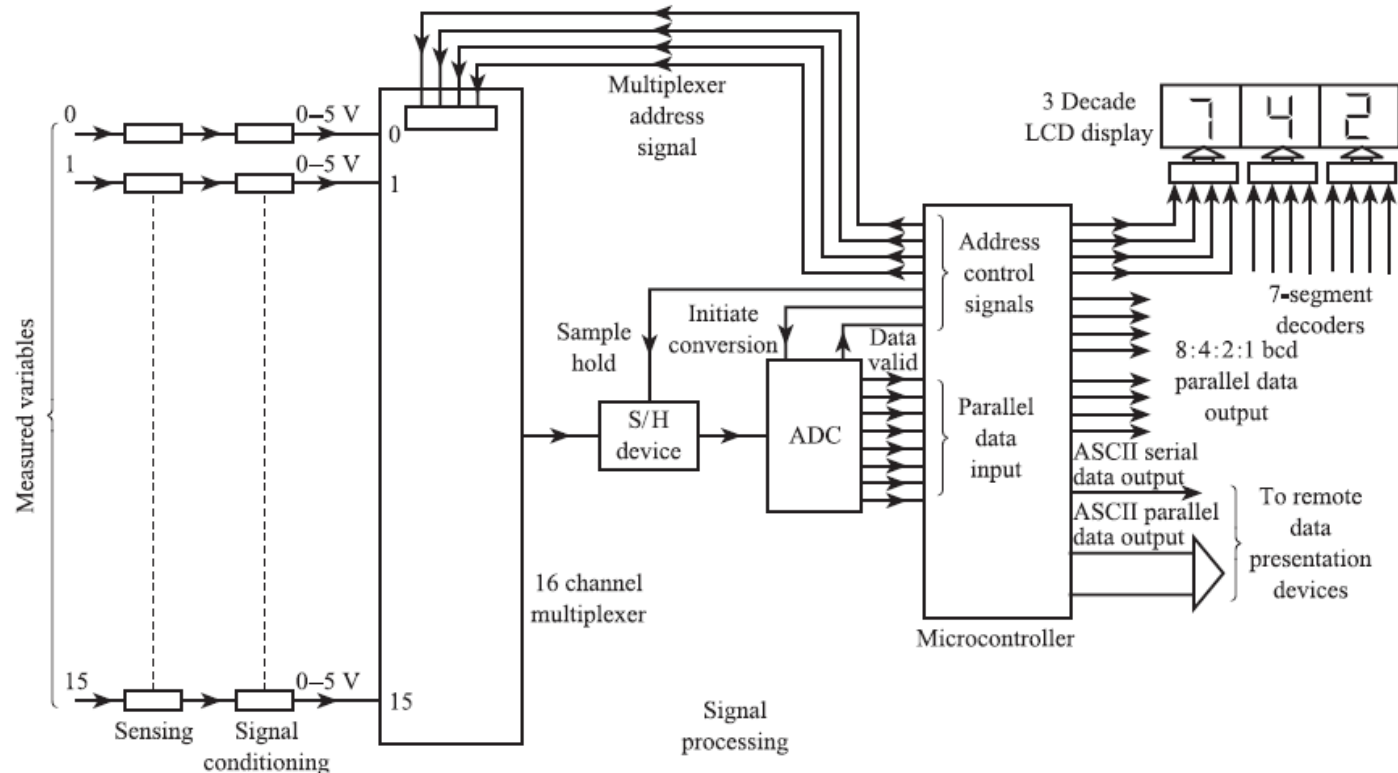 Multiplexer
address
signal
3 Decade
LCD display
7 4 2
0
0–5 V
0
1
0–5 V
1
Measured variables
Address
control
signals
7-segment
decoders
Sample
hold
Initiate
conversion
Data
valid
8:4:2:1 bcd
parallel data
output
S/H
device
ADC
Parallel
data
input
ASCII serial
data output
ASCII parallel
data output
To remote
data
presentation
devices
16 channel
multiplexer
Microcontroller
15
0–5 V
15
Sensing
Signal
conditioning
Signal
processing